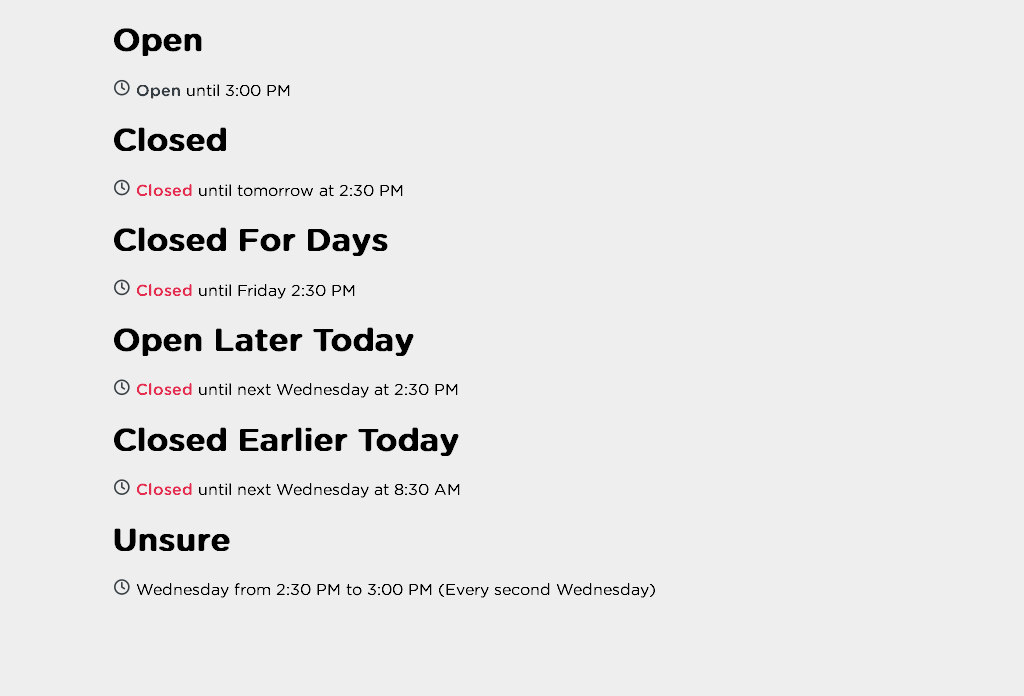 Open
Open until 3:00 PM
Closed
Closed until tomorrow at 2:30 PM
Closed For Days
Closed until Friday 2:30 PM
Open Later Today
Closed until next Wednesday at 2:30 PM
Closed Earlier Today
Closed until next Wednesday at 8:30 AM
Unsure
Wednesday from 2:30 PM to 3:00 PM (Every second Wednesday)